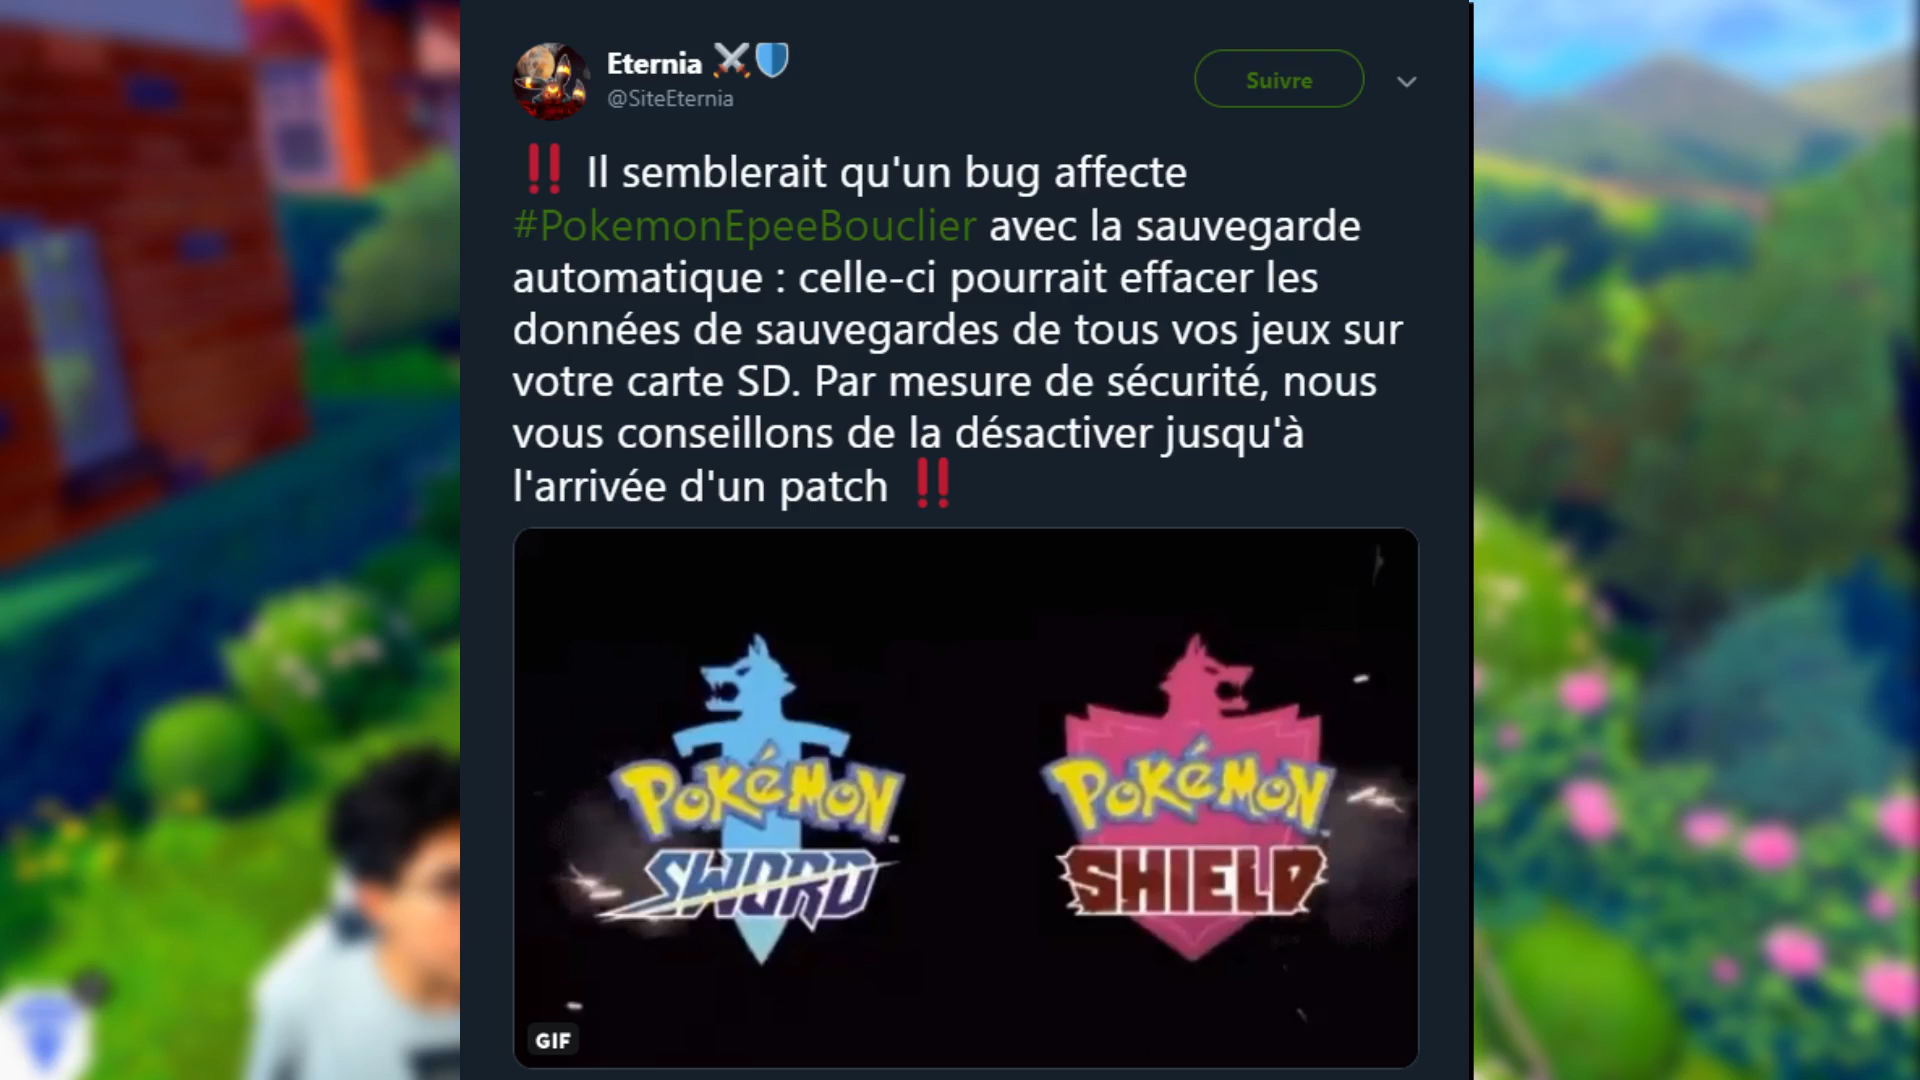 Eternia ⚔️🛡️
@SiteEternia
Suivre
‼️ Il semblerait qu'un bug affecte
#PokemonEpeeBouclier avec la sauvegarde
automatique : celle-ci pourrait effacer les
données de sauvegardes de tous vos jeux sur
votre carte SD. Par mesure de sécurité, nous
vous conseillons de la désactiver jusqu'à
l'arrivée d'un patch ‼️
POKéMON
SWORD
POKéMON
SHIELD
GIF